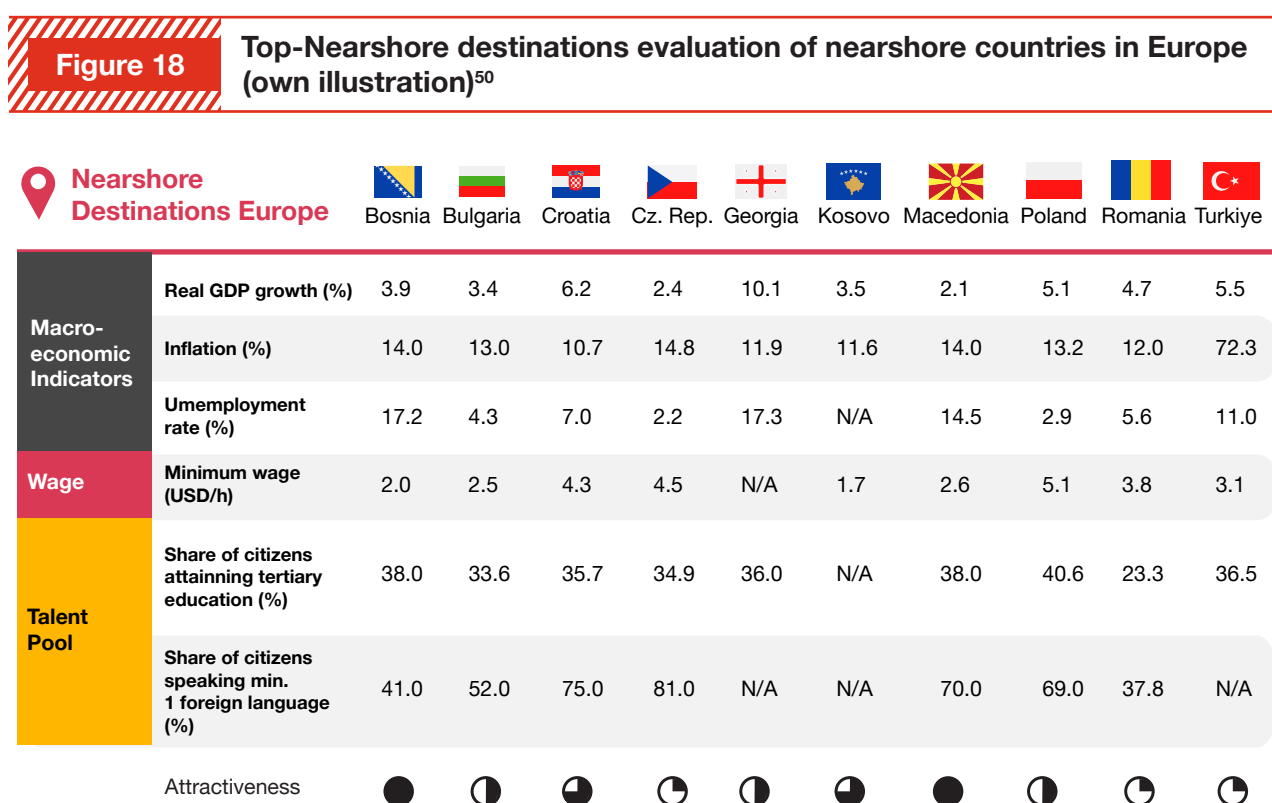 Figure 18
Top-Nearshore destinations evaluation of nearshore countries in Europe
(own illustration)50
Nearshore
Destinations Europe
Bosnia Bulgaria Croatia Cz. Rep. Georgia Kosovo Macedonia Poland Romania Turkiye
Macro-
economic
Indicators
Real GDP growth (%) 3.9 3.4 6.2 2.4 10.1 3.5 2.1 5.1 4.7 5.5
Inflation (%) 14.0 13.0 10.7 14.8 11.9 11.6 14.0 13.2 12.0 72.3
Umemployment
rate (%) 17.2 4.3 7.0 2.2 17.3 N/A 14.5 2.9 5.6 11.0
Wage
Minimum wage
(USD/h) 2.0 2.5 4.3 4.5 N/A 1.7 2.6 5.1 3.8 3.1
Talent
Pool
Share of citizens
attainning tertiary 38.0 33.6 35.7 34.9 36.0 N/A 38.0 40.6 23.3 36.5
education (%)
Share of citizens
speaking min.
1 foreign language 41.0 52.0 75.0 81.0 N/A N/A 70.0 69.0 37.8 N/A
(%)
Attractiveness